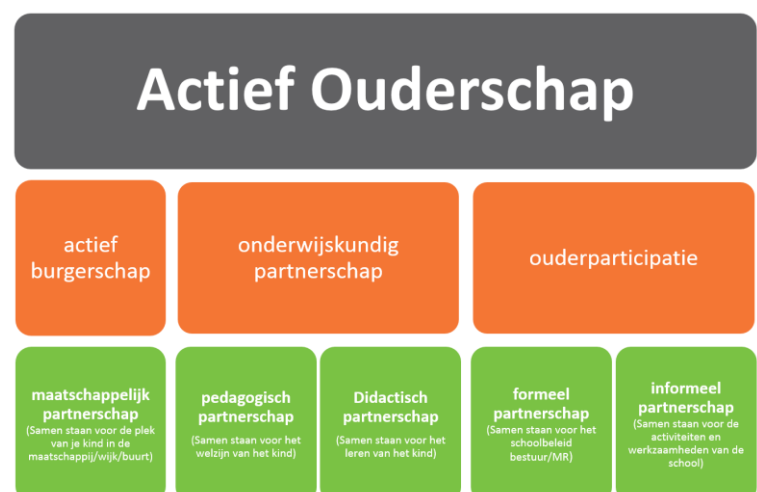 Actief Ouderschap
actief
burgerschap
onderwijskundig
partnerschap
ouderparticipatie
maatschappelijk
partnerschap
(Samen staan voor de plek
van je kind in de
maatschappij/wijk/buurt)
pedagogisch
partnerschap
(Samen staan voor het
welzijn van het kind)
Didactisch
partnerschap
(Samen staan voor het
leren van het kind)
formeel
partnerschap
(Samen staan voor het
schoolbeleid
bestuur/MR)
informeel
partnerschap
(Samen staan voor de
activiteiten en
werkzaamheden van de
school)